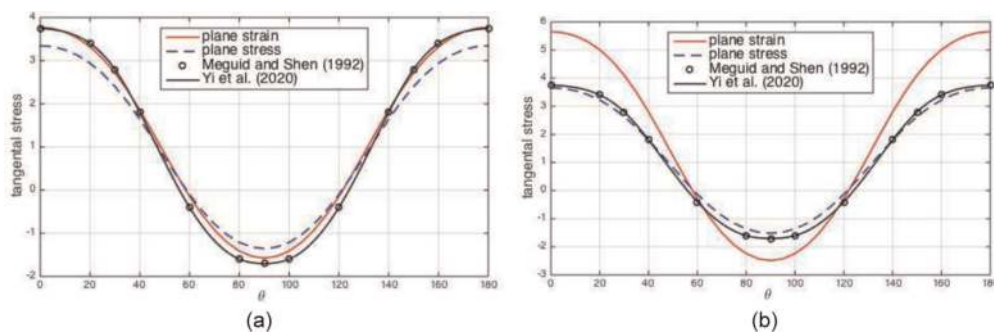 4
3
2
1
0
-1
-2
tangental stress
plane strain
plane stress
Meguid and Shen (1992)
Yi et al. (2020)
0 20 40 60 80 100 120 140 160 180
θ
(a)
6
5
4
3
2
1
0
-1
-2
-3
tangental stress
plane strain
plane stress
Meguid and Shen (1992)
Yi et al. (2020)
0 20 40 60 80 100 120 140 160 180
θ
(b)